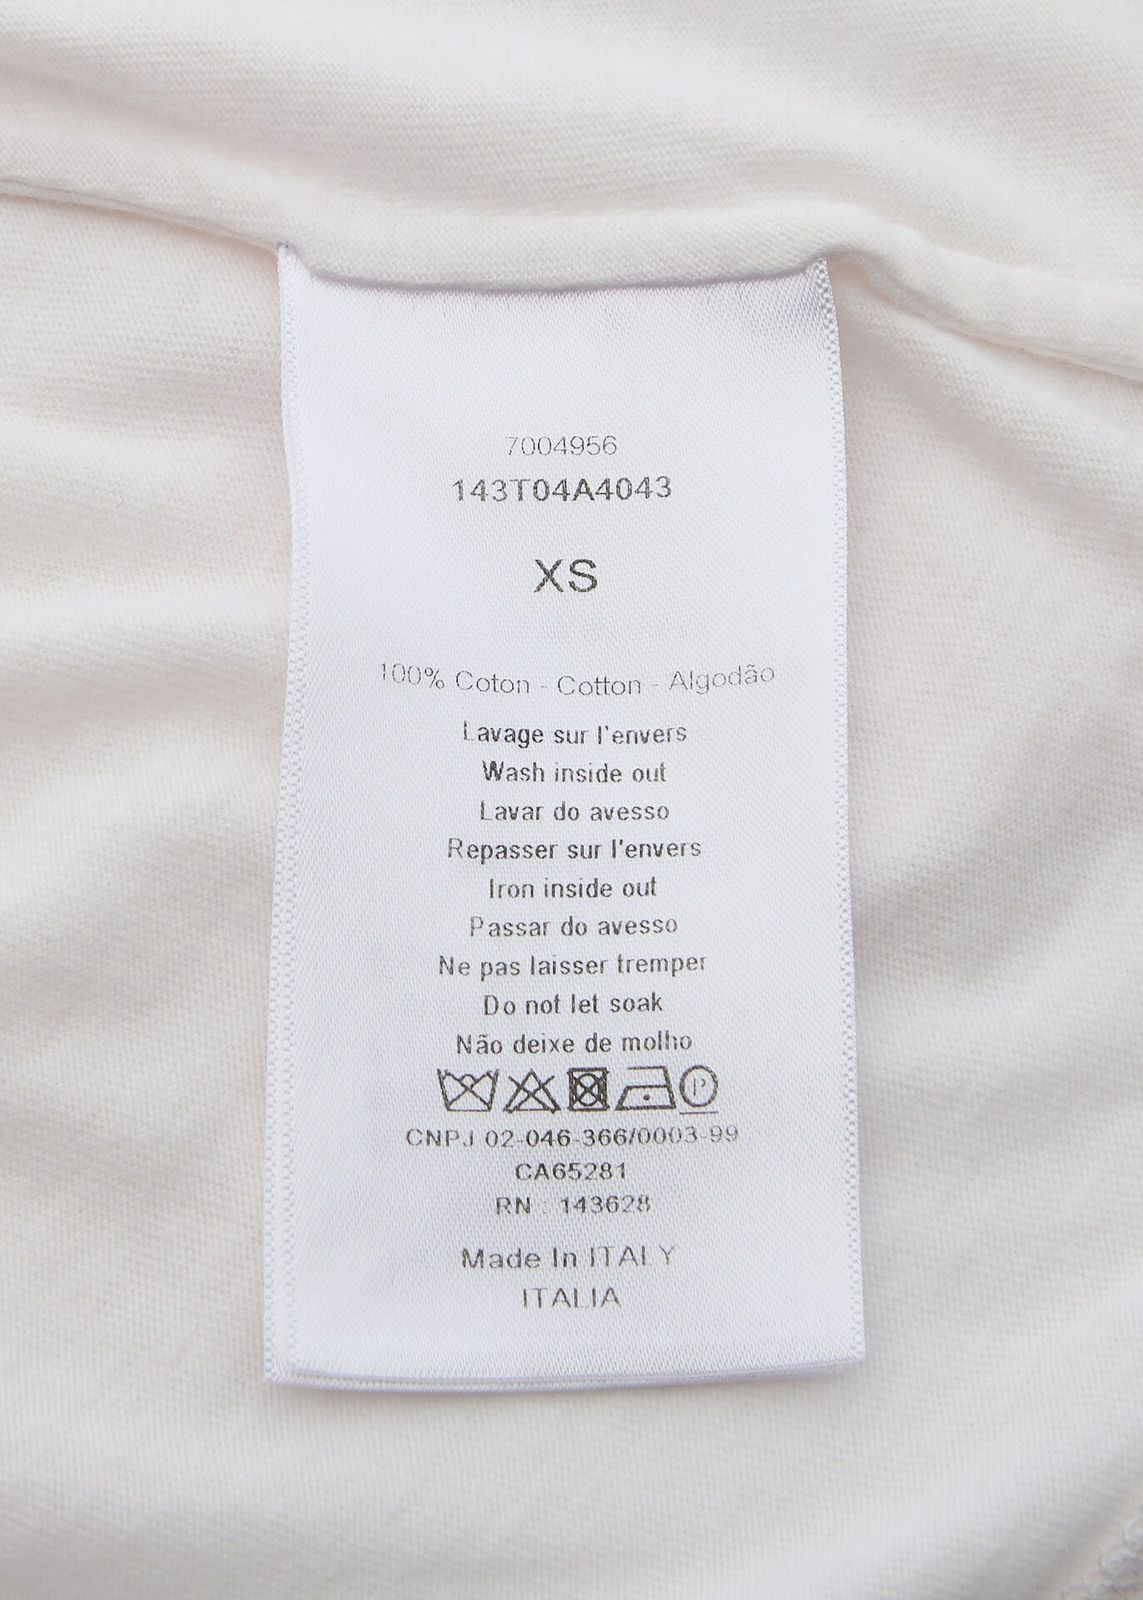 7004956
143T04A4043
XS
100% Coton - Cotton - Algodão
Lavage sur l'envers
Wash inside out
Lavar do avesso
Repasser sur l'envers
Iron inside out
Passar do avesso
Ne pas laisser tremper
Do not let soak
Não deixe de molho
P
CNPJ 02-046-366/0003-99
CA65281
RN : 143628
Made In ITALY
ITALIA